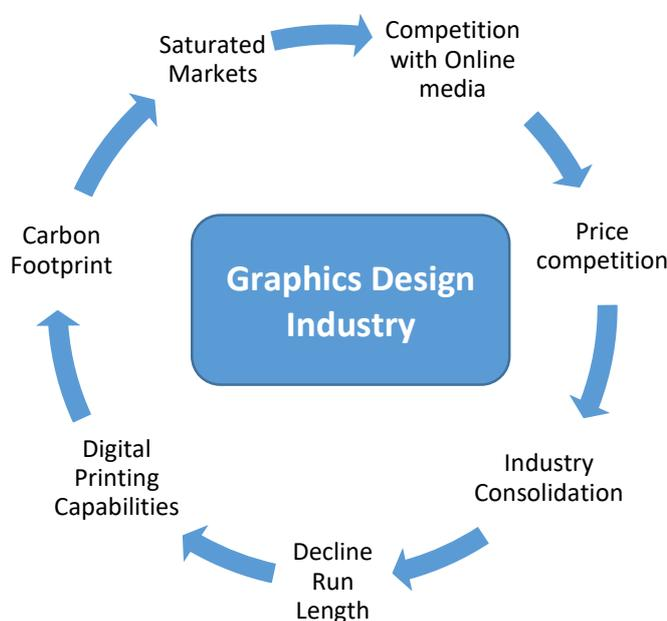 Saturated
Markets
Competition
with Online
media
Price
competition
Industry
Consolidation
Decline
Run
Length
Digital
Printing
Capabilities
Carbon
Footprint
Graphics Design
Industry